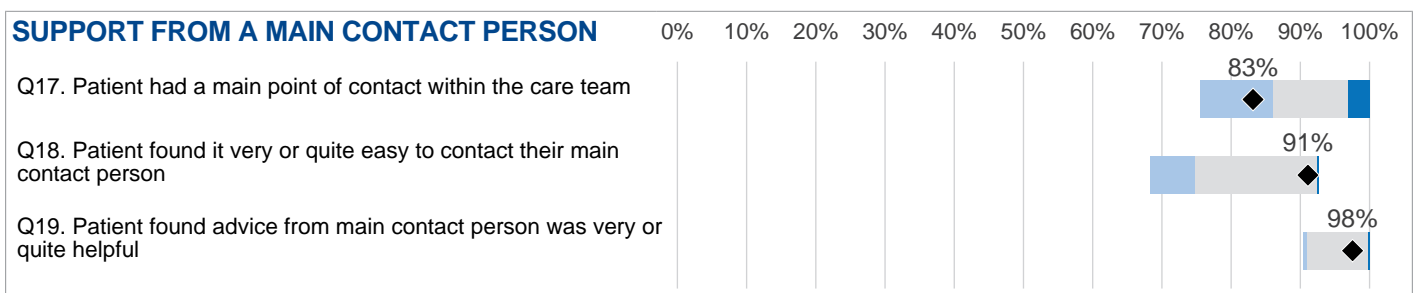 SUPPORT FROM A MAIN CONTACT PERSON 0% 10% 20% 30% 40% 50% 60% 70% 80% 90% 100%
83%
Q17. Patient had a main point of contact within the care team
91%
Q18. Patient found it very or quite easy to contact their main
contact person
98%
Q19. Patient found advice from main contact person was very or
quite helpful